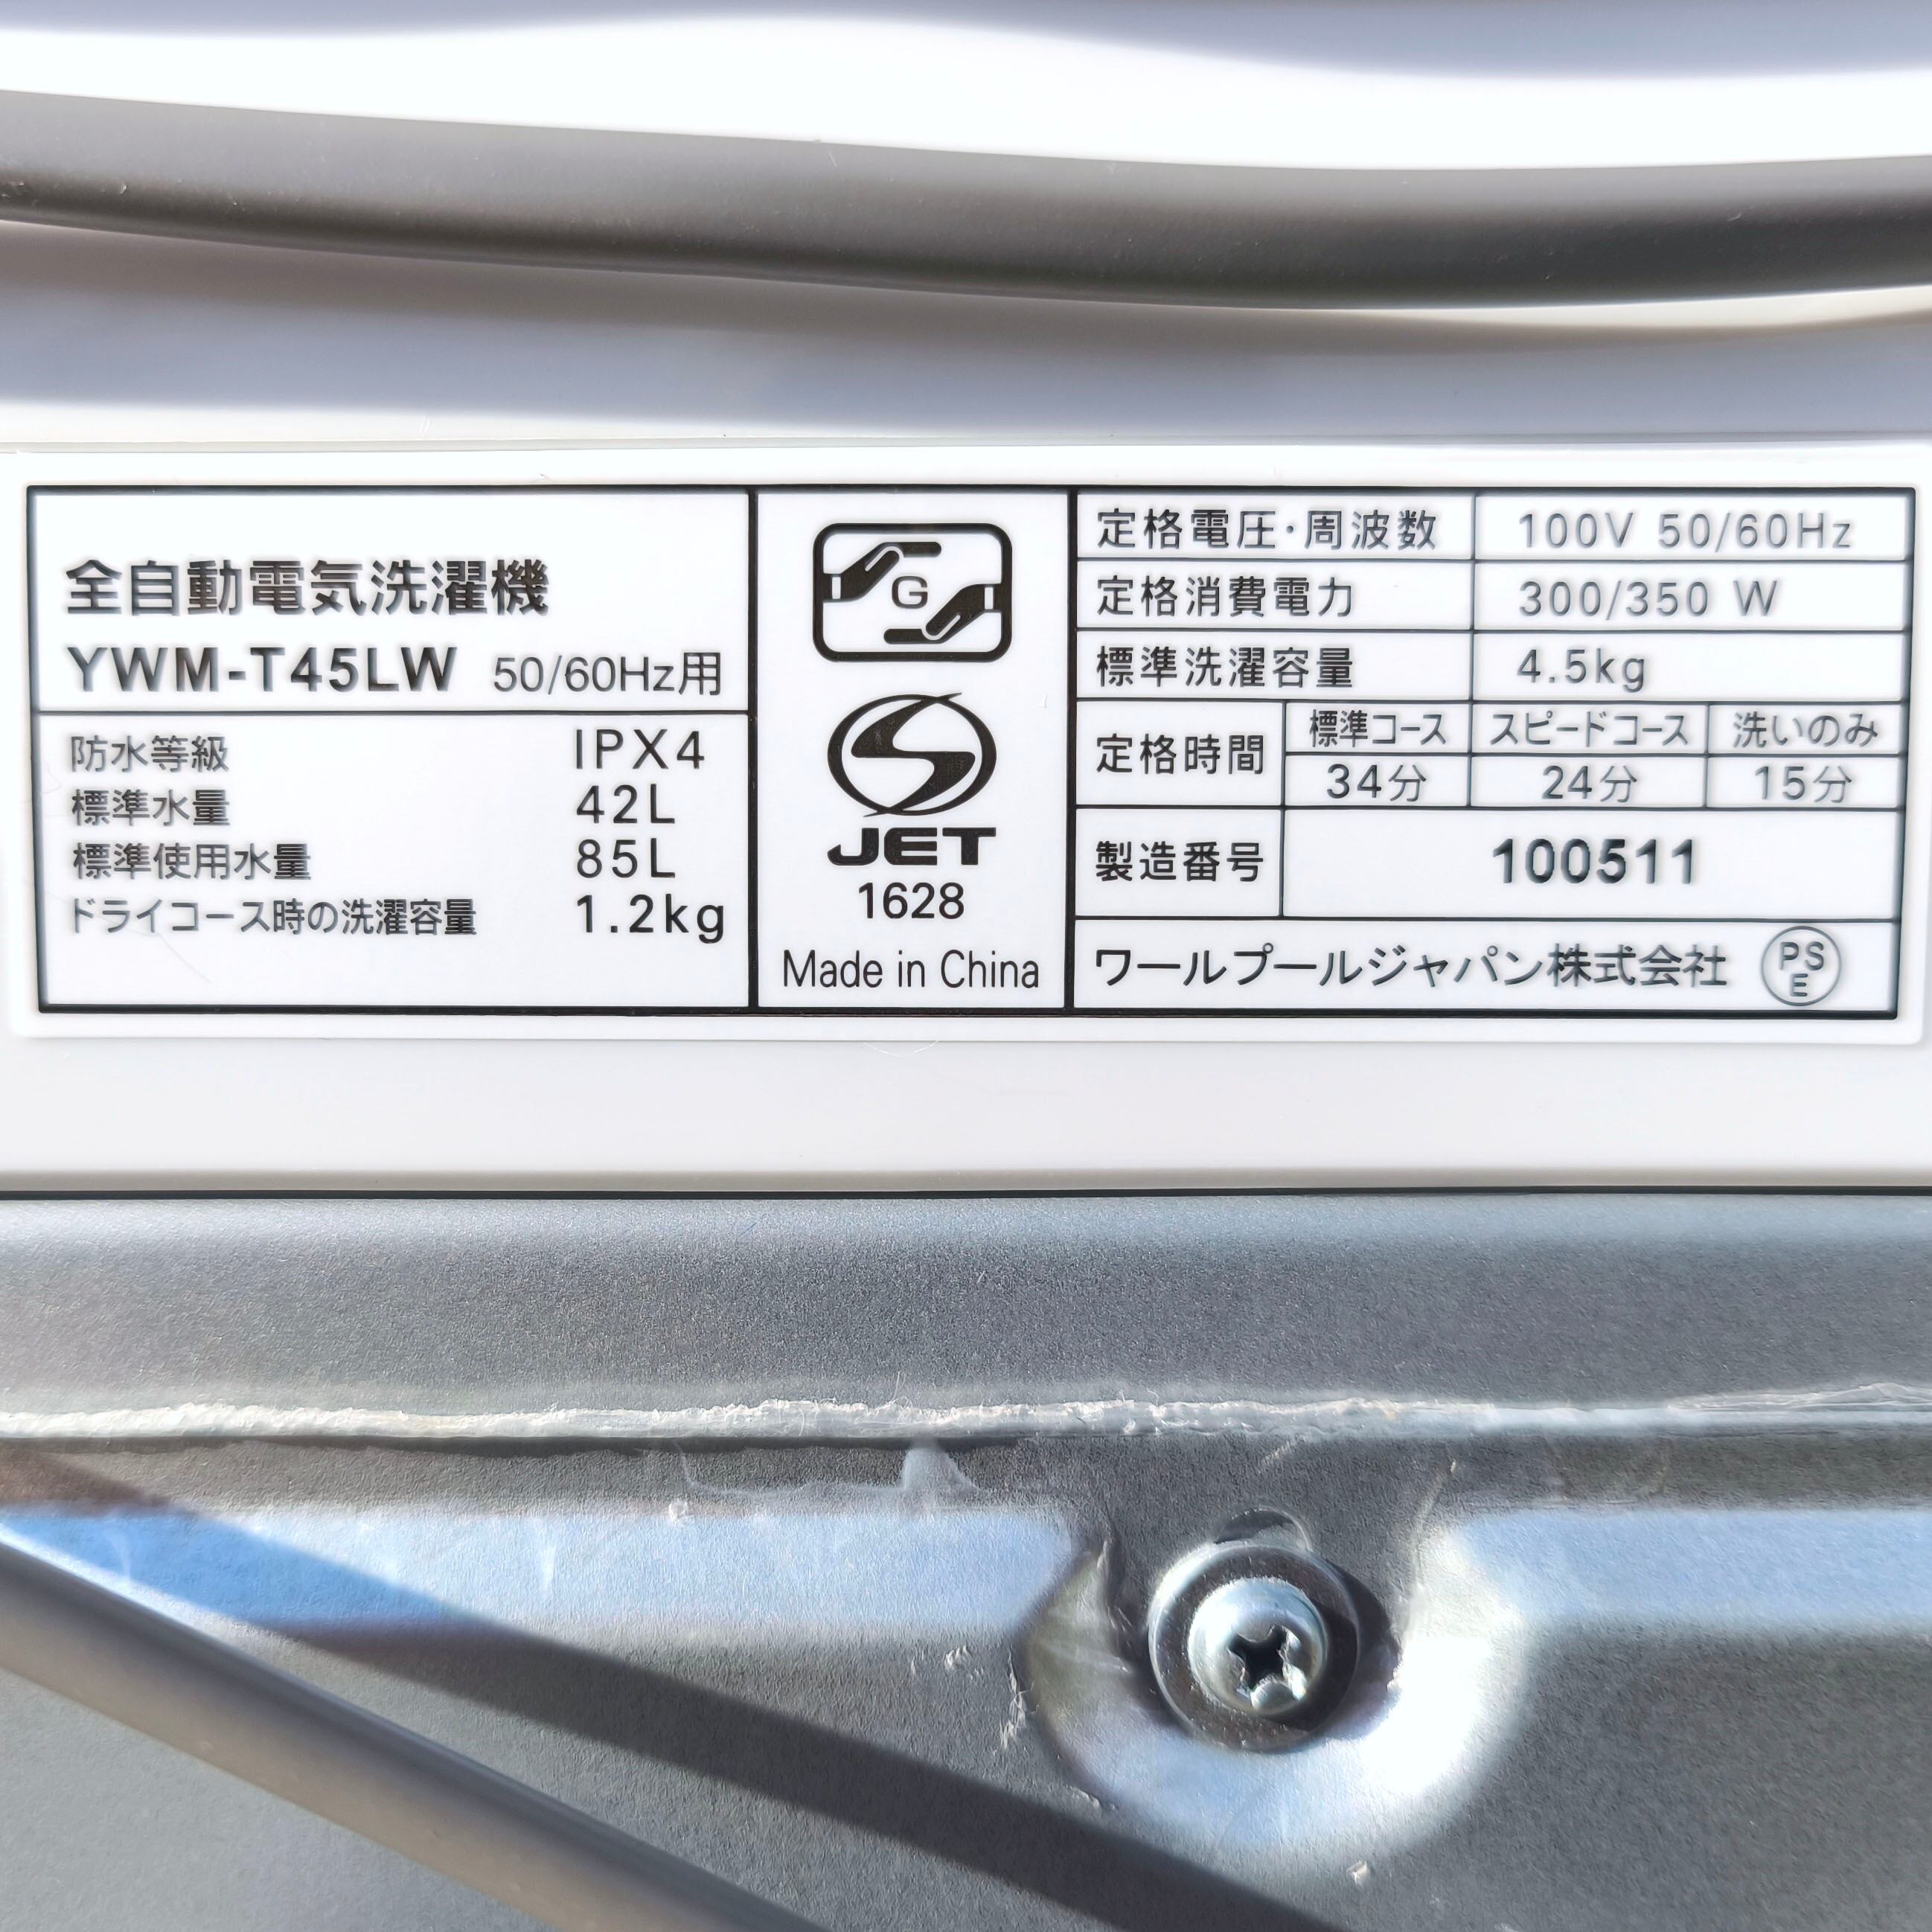 全自動電気洗濯機
YWM-T45LW 50/60Hz用
防水等級 IPX4
標準水量 42L
標準使用水量 85L
ドライコース時の洗濯容量 1.2kg
G
S
JET
1628
Made in China
定格電圧・周波数 100V 50/60Hz
定格消費電力 300/350 W
標準洗濯容量 4.5kg
定格時間 標準コース スピードコース 洗いのみ
34分 24分 15分
製造番号 100511
ワールプールジャパン株式会社 PSE